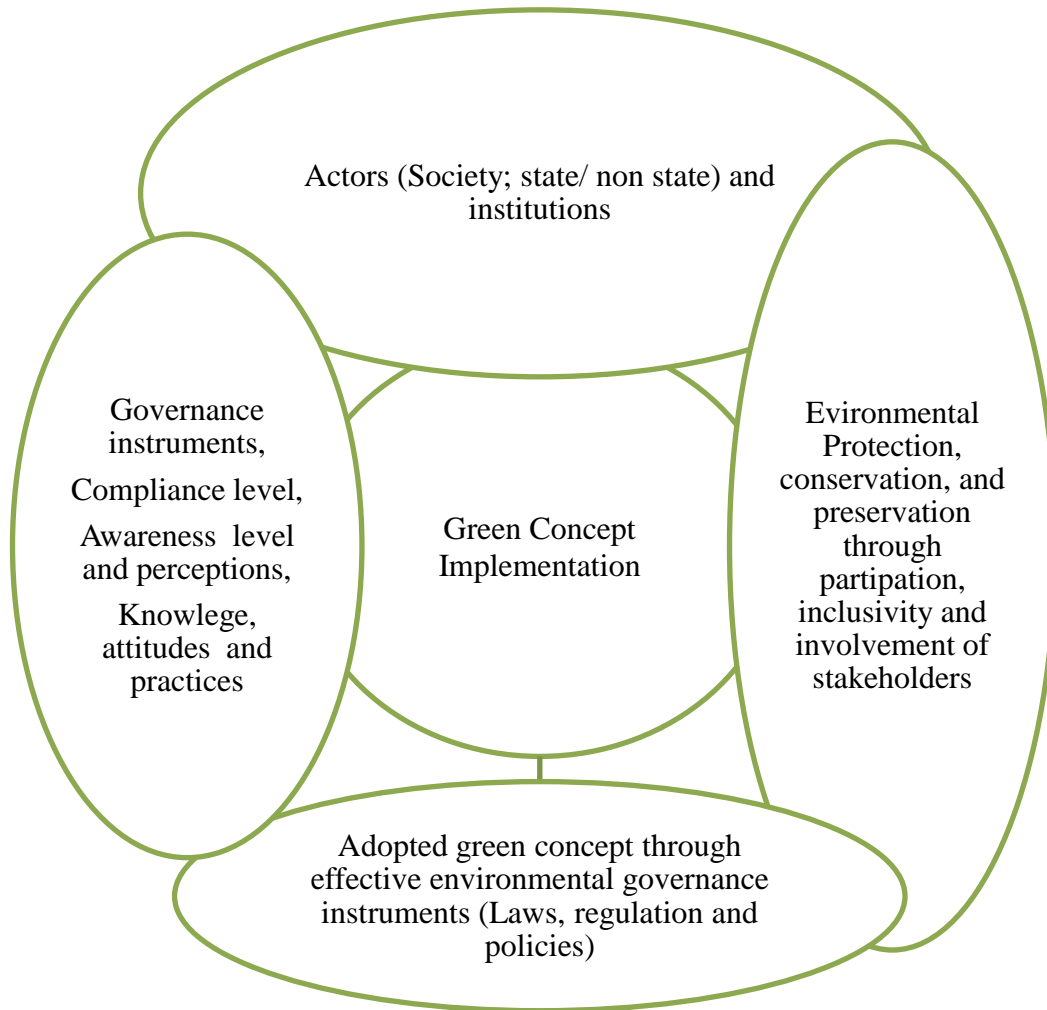 Actors (Society; state/ non state) and
institutions
Governance
instruments,
Compliance level,
Awareness level
and perceptions,
Knowlege,
attitudes and
practices
Green Concept
Implementation
Evironmental
Protection,
conservation, and
preservation
through
partipation,
inclusivity and
involvement of
stakeholders
Adopted green concept through
effective environmental governance
instruments (Laws, regulation and
policies)